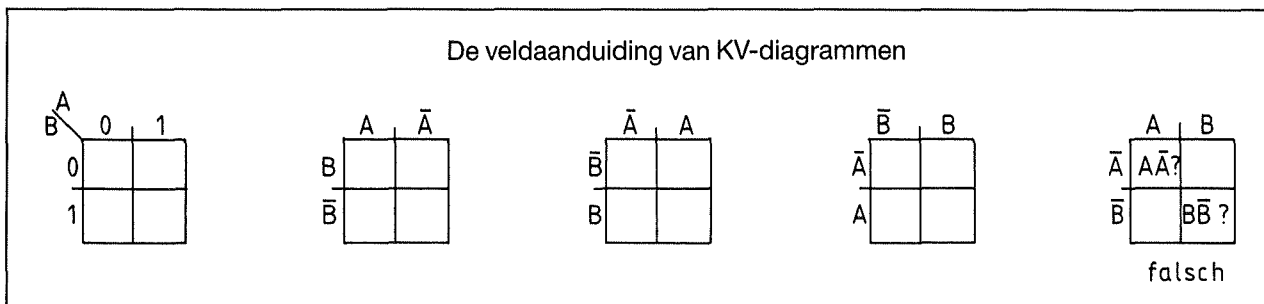 De veldaanduiding van KV-diagrammen
A
B 0 1
0
1
A Ā
B
B̄
Ā A
B̄
B
B̄ B
Ā
A
A B
Ā AĀ?
B̄ BB̄ ?
falsch